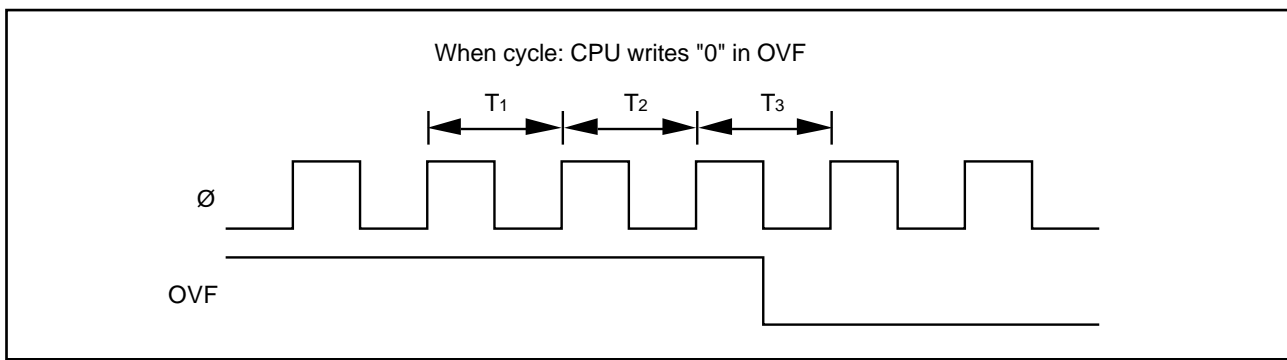 When cycle: CPU writes "0" in OVF
T1 T2 T3
Ø
OVF